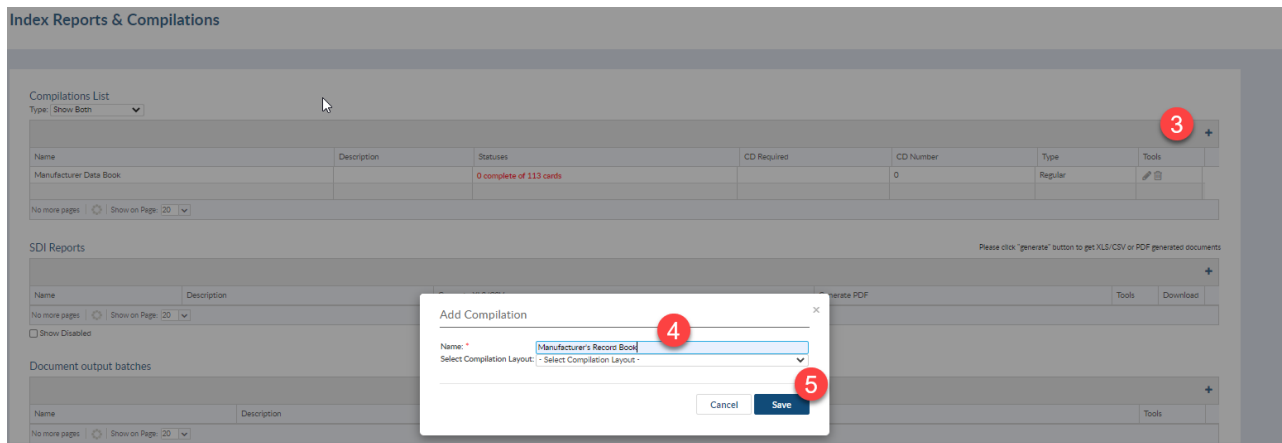 Index Reports & Compilations
Compilations List
Type: Show Both
3
+
Name Description Statuses CD Required CD Number Type Tools
Manufacturer Data Book 0 complete of 113 cards 0 Regular
No more pages Show on Page: 20
SDI Reports
Please click "generate" button to get XLS/CSV or PDF generated documents
+
Name Description Generate PDF Tools Download
No more pages Show on Page: 20
Show Disabled
Add Compilation ×
4
Name: * Manufacturer's Record Book
Select Compilation Layout: - Select Compilation Layout -
5
Cancel Save
Document output batches
+
Name Description Tools
No more pages Show on Page: 20